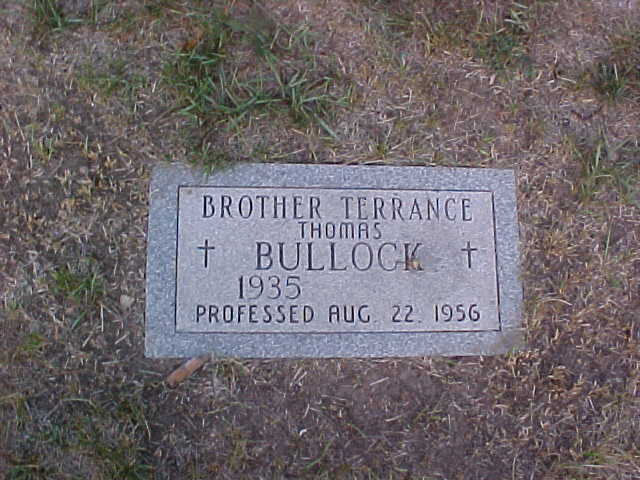 BROTHER TERRANCE
THOMAS
BULLOCK
1935
PROFESSED AUG. 22. 1956